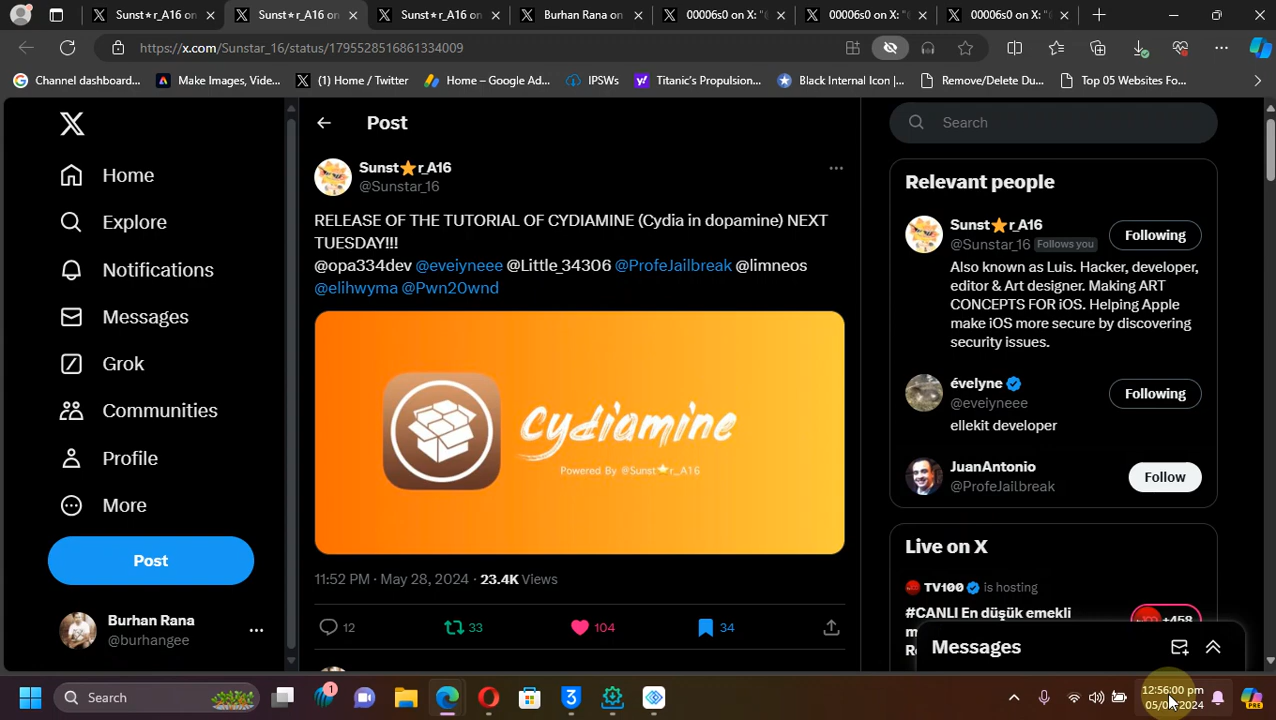 Sunst★r_A16 on
Sunst★r_A16 on
Sunst★r_A16 on
Burhan Rana on
00006s0 on X: "@
00006s0 on X: "@
00006s0 on X: "@
https://x.com/Sunstar_16/status/1795528516861334009
Channel dashboard...
Make Images, Vide...
(1) Home / Twitter
Home – Google Ad...
IPSWs
Titanic's Propulsion...
Black Internal Icon |...
Remove/Delete Du...
Top 05 Websites Fo...
Home
Explore
Notifications
Messages
Grok
Communities
Profile
More
Post
Burhan Rana
@burhangee
Post
Sunst⭐r_A16
@Sunstar_16
RELEASE OF THE TUTORIAL OF CYDIAMINE (Cydia in dopamine) NEXT
TUESDAY!!!
@opa334dev @eveiyneee @Little_34306 @ProfeJailbreak @limneos
@elihwyma @Pwn20wnd
Cydiamine
Powered By @Sunst★r_A16
11:52 PM · May 28, 2024 · 23.4K Views
12 33 104 34
Search
Relevant people
Sunst⭐r_A16
@Sunstar_16 Follows you
Following
Also known as Luis. Hacker, developer,
editor & Art designer. Making ART
CONCEPTS FOR iOS. Helping Apple
make iOS more secure by discovering
security issues.
évelyne
@eveiyneee
Following
ellekit developer
JuanAntonio
@ProfeJailbreak
Follow
Live on X
TV100 is hosting
#CANLI En düşük emekli
+458
Messages
Search
1
3
12:56:00 pm
PRE